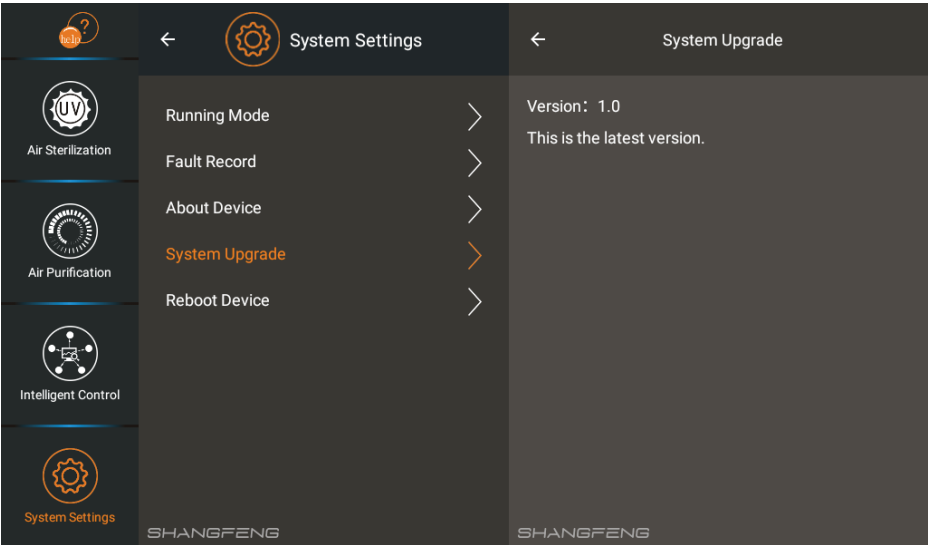 help ?
UV
Air Sterilization
Air Purification
Intelligent Control
System Settings
System Settings
Running Mode
Fault Record
About Device
System Upgrade
Reboot Device
SHANGFENG
System Upgrade
Version: 1.0
This is the latest version.
SHANGFENG